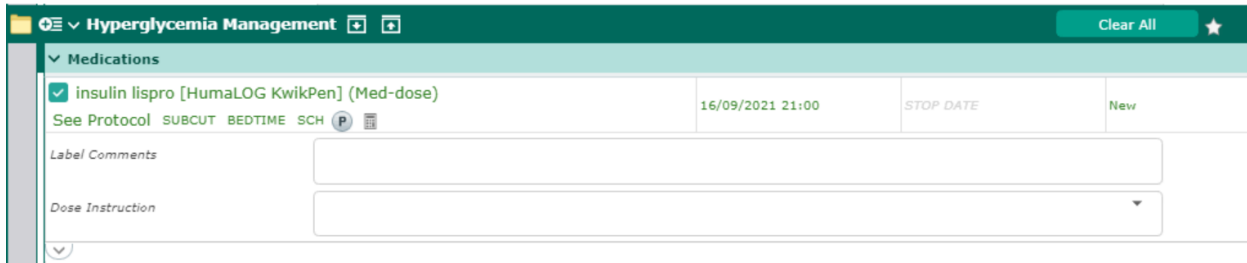 Hyperglycemia Management Clear All
Medications
insulin lispro [HumaLOG KwikPen] (Med-dose) 16/09/2021 21:00 STOP DATE New
See Protocol SUBCUT BEDTIME SCH P
Label Comments
Dose Instruction